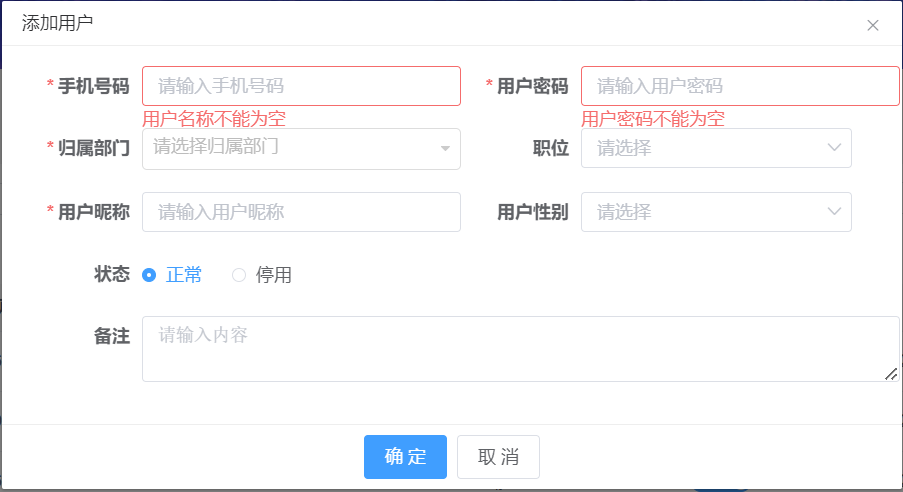 添加用户
* 手机号码 请输入手机号码 * 用户密码 请输入用户密码
用户名称不能为空 用户密码不能为空
* 归属部门 请选择归属部门 职位 请选择
* 用户昵称 请输入用户昵称 用户性别 请选择
状态 正常 停用
备注 请输入内容
确 定 取 消